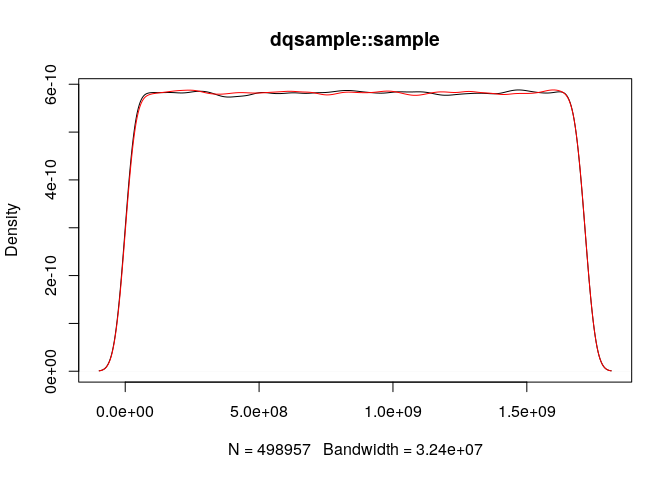 dqsample::sample
Density
6e-10
4e-10
2e-10
0e+00
0.0e+00 5.0e+08 1.0e+09 1.5e+09
N = 498957 Bandwidth = 3.24e+07